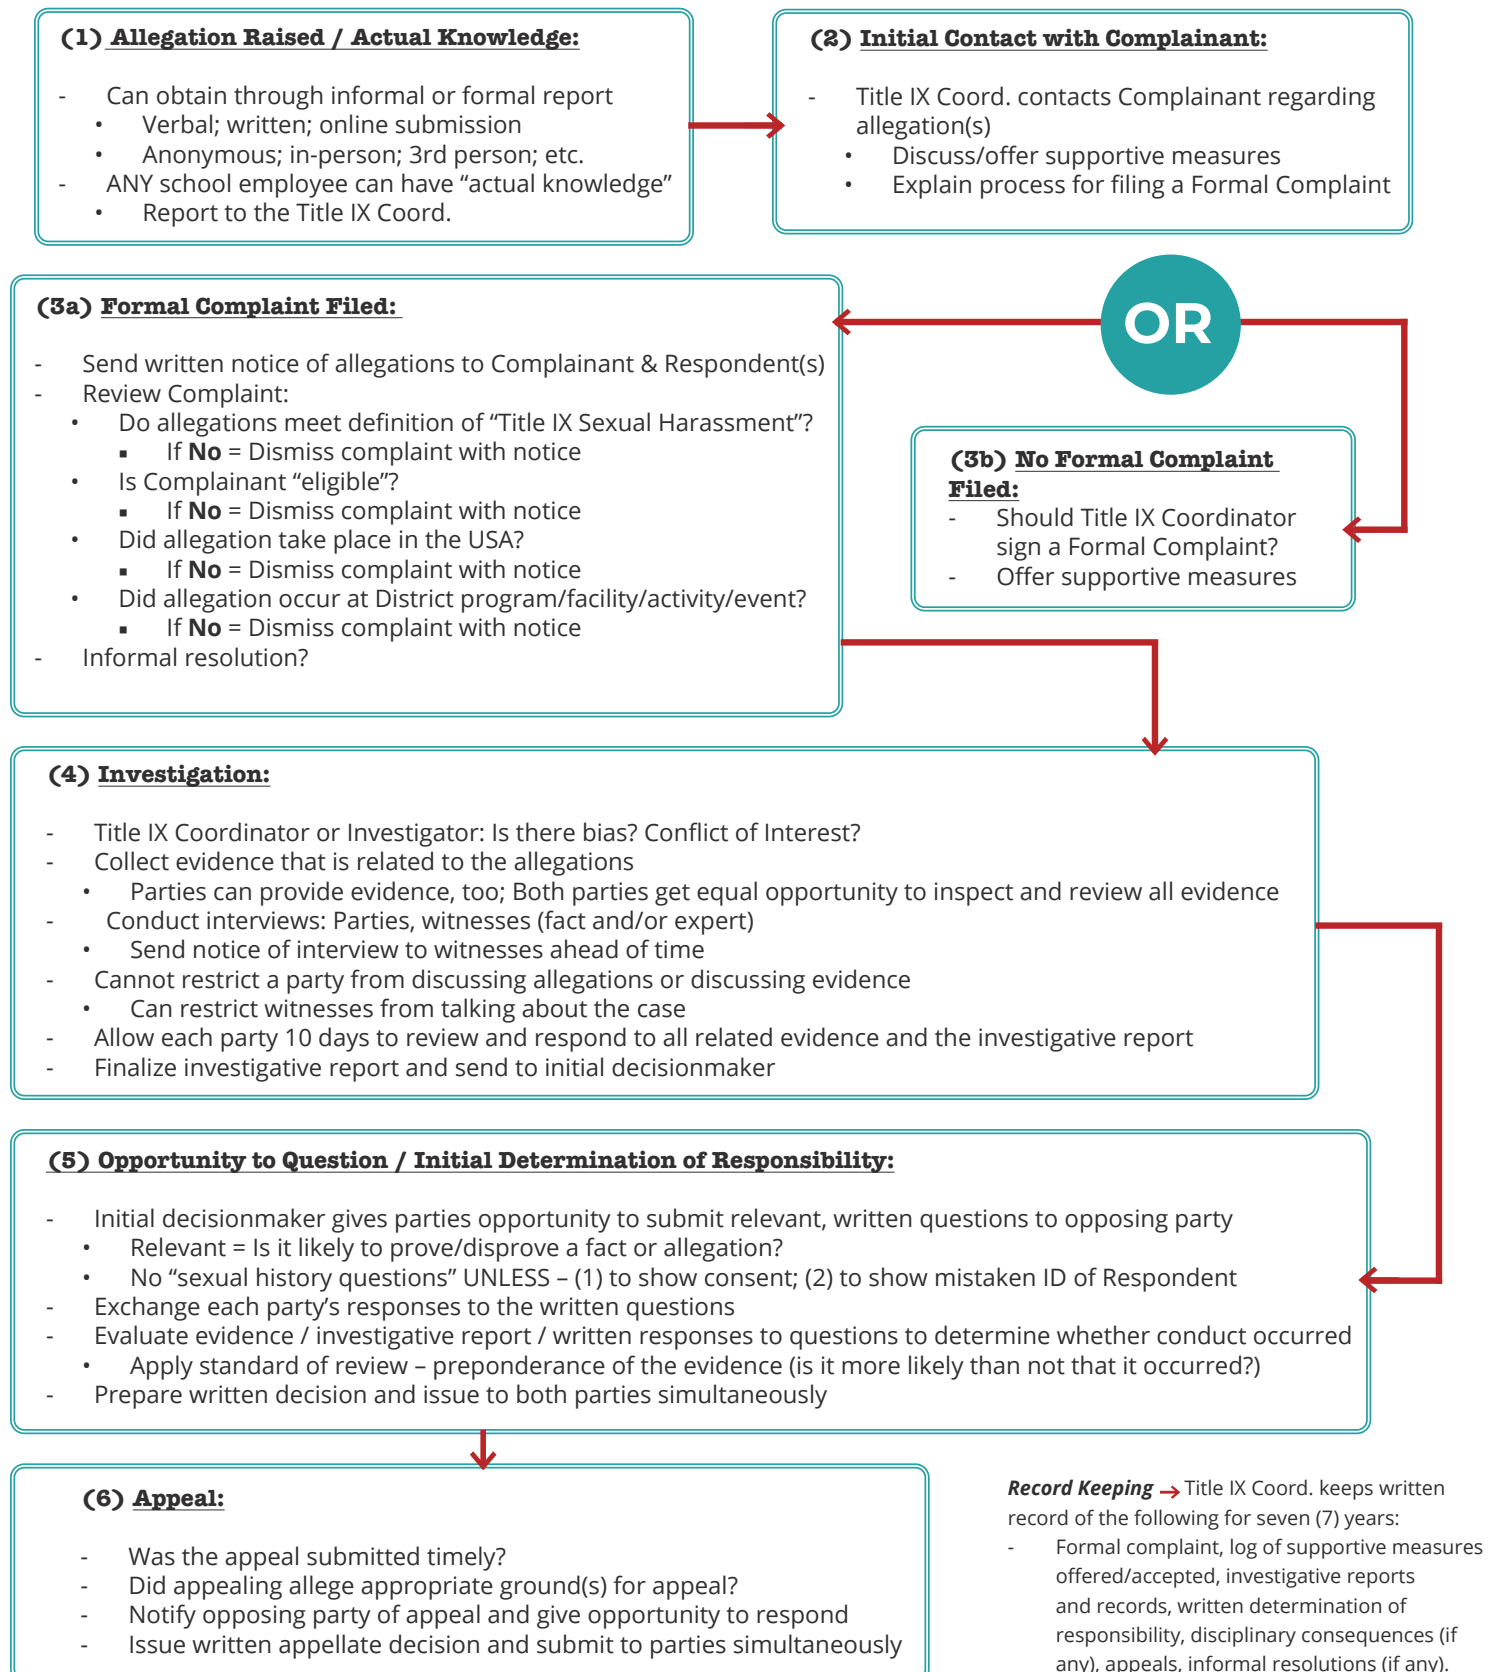 (1) Allegation Raised / Actual Knowledge:
- Can obtain through informal or formal report
• Verbal; written; online submission
• Anonymous; in-person; 3rd person; etc.
- ANY school employee can have “actual knowledge”
• Report to the Title IX Coord.
(2) Initial Contact with Complainant:
- Title IX Coord. contacts Complainant regarding
allegation(s)
• Discuss/offer supportive measures
• Explain process for filing a Formal Complaint
OR
(3a) Formal Complaint Filed:
- Send written notice of allegations to Complainant & Respondent(s)
- Review Complaint:
• Do allegations meet definition of “Title IX Sexual Harassment”?
▪ If No = Dismiss complaint with notice
• Is Complainant “eligible”?
▪ If No = Dismiss complaint with notice
• Did allegation take place in the USA?
▪ If No = Dismiss complaint with notice
• Did allegation occur at District program/facility/activity/event?
▪ If No = Dismiss complaint with notice
- Informal resolution?
(3b) No Formal Complaint
Filed:
- Should Title IX Coordinator
sign a Formal Complaint?
- Offer supportive measures
(4) Investigation:
- Title IX Coordinator or Investigator: Is there bias? Conflict of Interest?
- Collect evidence that is related to the allegations
• Parties can provide evidence, too; Both parties get equal opportunity to inspect and review all evidence
- Conduct interviews: Parties, witnesses (fact and/or expert)
• Send notice of interview to witnesses ahead of time
- Cannot restrict a party from discussing allegations or discussing evidence
• Can restrict witnesses from talking about the case
- Allow each party 10 days to review and respond to all related evidence and the investigative report
- Finalize investigative report and send to initial decisionmaker
(5) Opportunity to Question / Initial Determination of Responsibility:
- Initial decisionmaker gives parties opportunity to submit relevant, written questions to opposing party
• Relevant = Is it likely to prove/disprove a fact or allegation?
• No “sexual history questions” UNLESS – (1) to show consent; (2) to show mistaken ID of Respondent
- Exchange each party’s responses to the written questions
- Evaluate evidence / investigative report / written responses to questions to determine whether conduct occurred
• Apply standard of review – preponderance of the evidence (is it more likely than not that it occurred?)
- Prepare written decision and issue to both parties simultaneously
(6) Appeal:
- Was the appeal submitted timely?
- Did appealing allege appropriate ground(s) for appeal?
- Notify opposing party of appeal and give opportunity to respond
- Issue written appellate decision and submit to parties simultaneously
Record Keeping → Title IX Coord. keeps written
record of the following for seven (7) years:
- Formal complaint, log of supportive measures
offered/accepted, investigative reports
and records, written determination of
responsibility, disciplinary consequences (if
any), appeals, informal resolutions (if any).